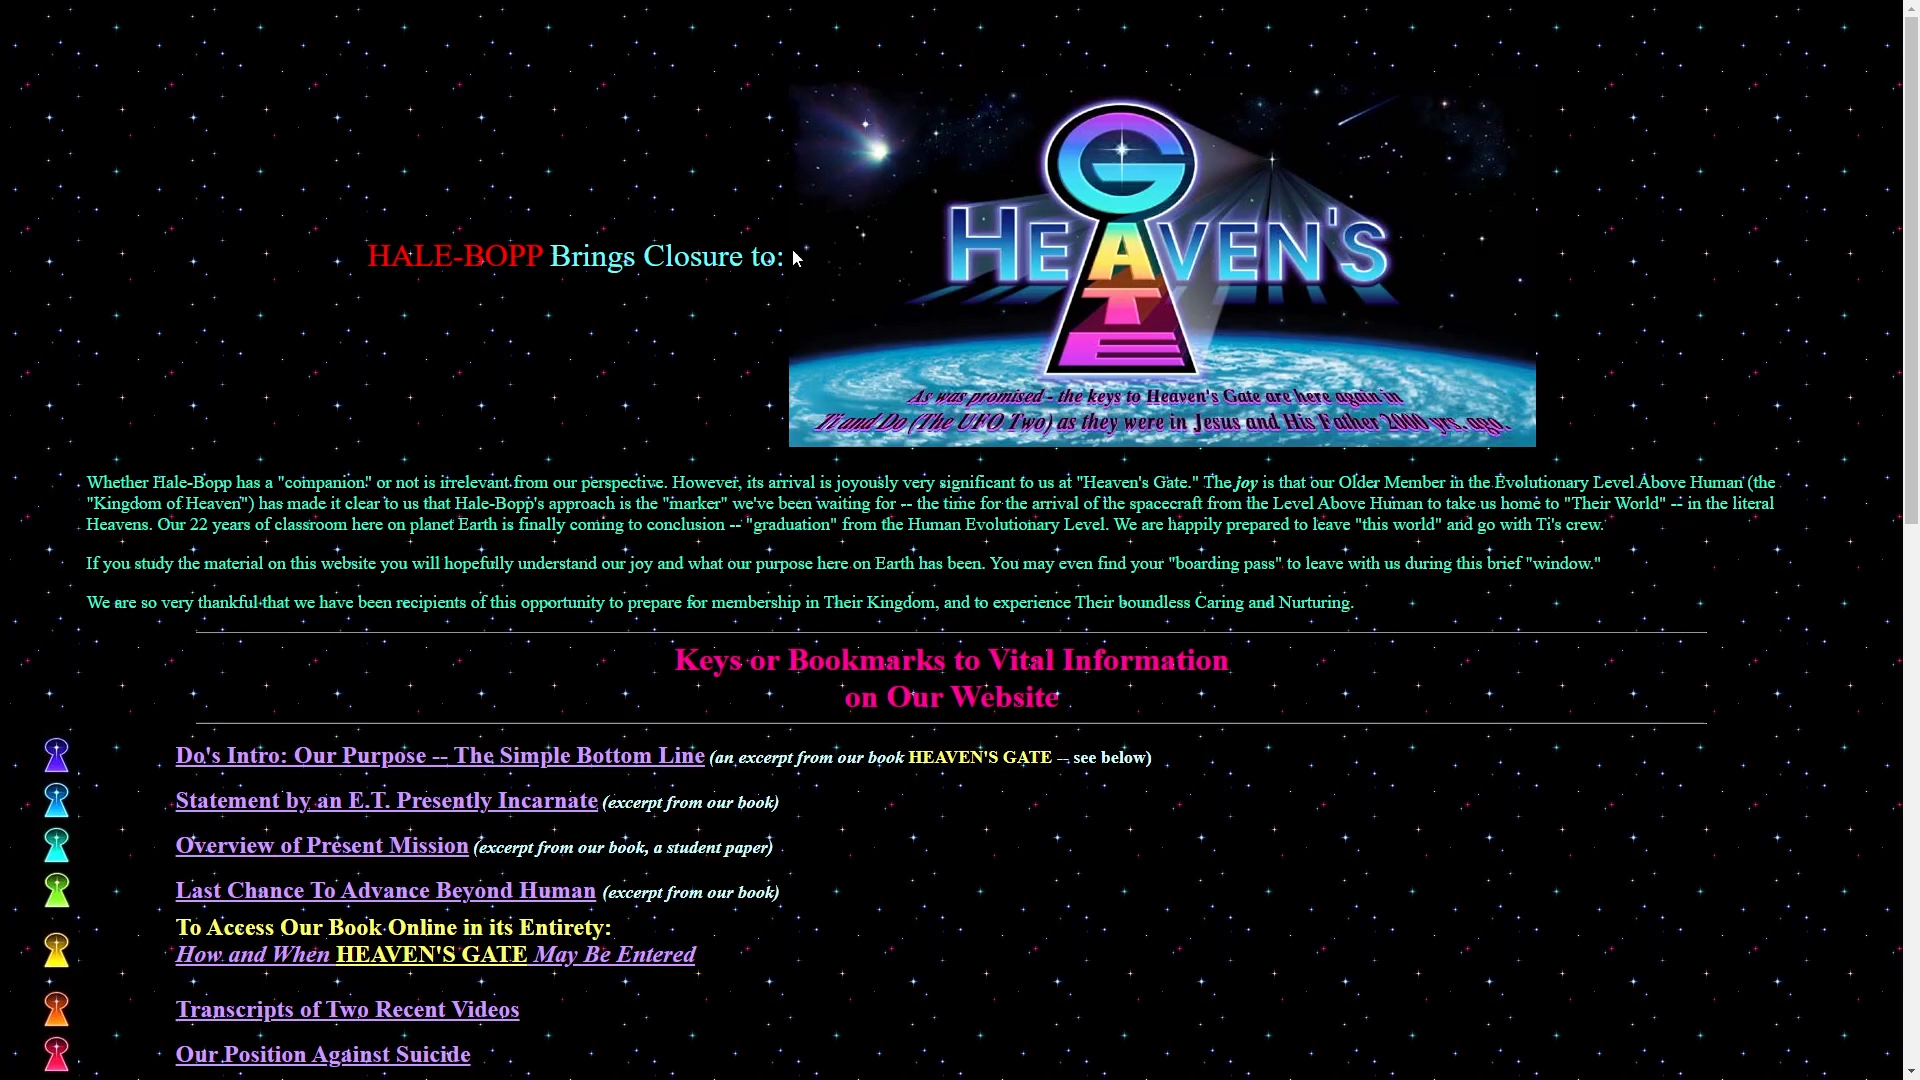 HALE-BOPP Brings Closure to:
HEAVEN'S
GATE
As was promised - the keys to Heaven's Gate are here again in
Ti and Do (The UFO Two) as they were in Jesus and His Father 2000 yrs. ago.
Whether Hale-Bopp has a "companion" or not is irrelevant from our perspective. However, its arrival is joyously very significant to us at "Heaven's Gate." The joy is that our Older Member in the Evolutionary Level Above Human (the
"Kingdom of Heaven") has made it clear to us that Hale-Bopp's approach is the "marker" we've been waiting for -- the time for the arrival of the spacecraft from the Level Above Human to take us home to "Their World" -- in the literal
Heavens. Our 22 years of classroom here on planet Earth is finally coming to conclusion -- "graduation" from the Human Evolutionary Level. We are happily prepared to leave "this world" and go with Ti's crew.
If you study the material on this website you will hopefully understand our joy and what our purpose here on Earth has been. You may even find your "boarding pass" to leave with us during this brief "window."
We are so very thankful that we have been recipients of this opportunity to prepare for membership in Their Kingdom, and to experience Their boundless Caring and Nurturing.
Keys or Bookmarks to Vital Information
on Our Website
Do's Intro: Our Purpose -- The Simple Bottom Line (an excerpt from our book HEAVEN'S GATE -- see below)
Statement by an E.T. Presently Incarnate (excerpt from our book)
Overview of Present Mission (excerpt from our book, a student paper)
Last Chance To Advance Beyond Human (excerpt from our book)
To Access Our Book Online in its Entirety:
How and When HEAVEN'S GATE May Be Entered
Transcripts of Two Recent Videos
Our Position Against Suicide